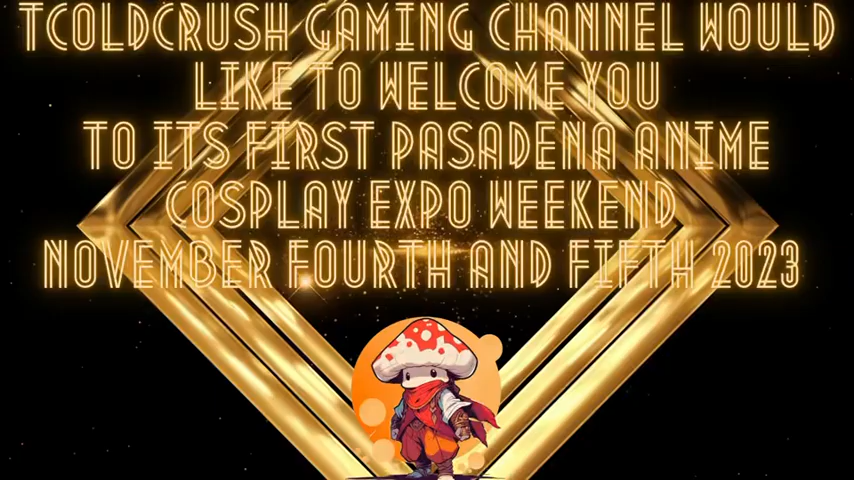 TCOLDCRUSH GAMING CHANNEL WOULD
LIKE TO WELCOME YOU
TO ITS FIRST PASADENA ANIME
COSPLAY EXPO WEEKEND
NOVEMBER FOURTH AND FIFTH 2023